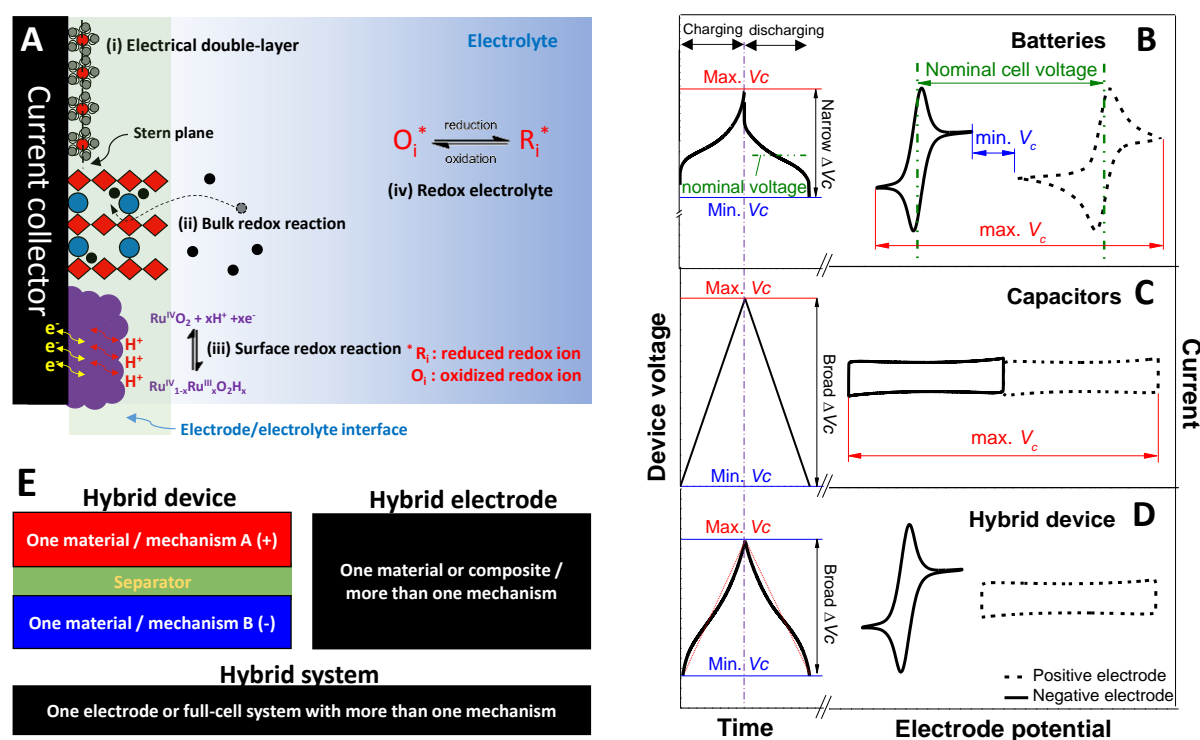 A
(i) Electrical double-layer
Electrolyte
Current collector
Stern plane
Oi* reduction Ri*
oxidation
(iv) Redox electrolyte
(ii) Bulk redox reaction
RuIVO2 + xH+ +xe-
e-
e-
e-
H+
H+
H+
(iii) Surface redox reaction
RuIV1-xRuIIIxO2Hx
* Ri : reduced redox ion
Oi : oxidized redox ion
Electrode/electrolyte interface
E
Hybrid device
One material / mechanism A (+)
Separator
One material / mechanism B (-)
Hybrid electrode
One material or composite /
more than one mechanism
Hybrid system
One electrode or full-cell system with more than one mechanism
Charging
discharging
B
Batteries
Max. Vc
Narrow ΔVc
nominal voltage
Min. Vc
Nominal cell voltage
min. Vc
max. Vc
C
Capacitors
Max. Vc
Broad ΔVc
Min. Vc
max. Vc
D
Hybrid device
Max. Vc
Broad ΔVc
Min. Vc
Positive electrode
Negative electrode
Device voltage
Current
Time
Electrode potential